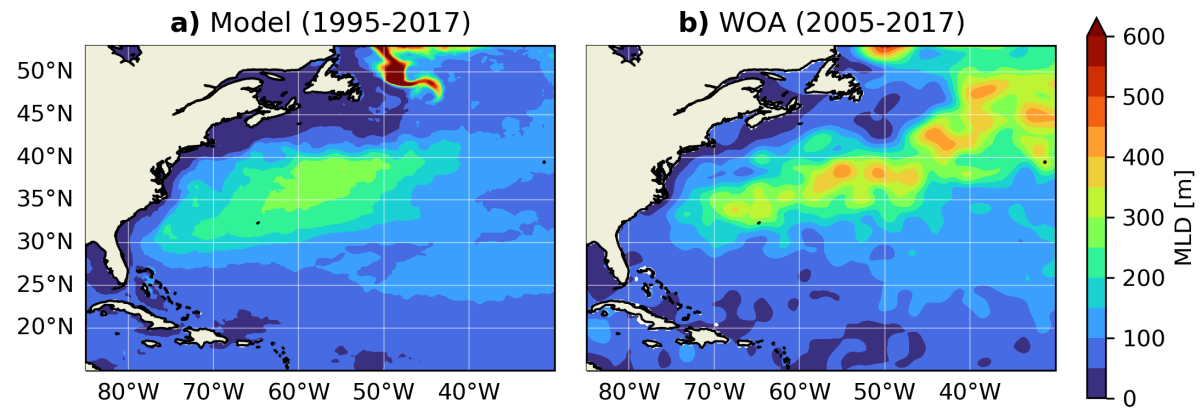 a) Model (1995-2017)
b) WOA (2005-2017)
50°N
45°N
40°N
35°N
30°N
25°N
20°N
80°W
70°W
60°W
50°W
40°W
80°W
70°W
60°W
50°W
40°W
600
500
400
300
200
100
0
MLD [m]